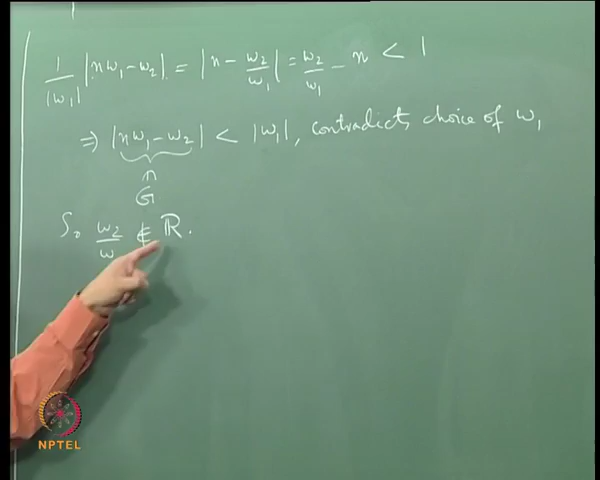 1/|ω₁| |nω₁-ω₂| = |n - ω₂/ω₁| = ω₂/ω₁ - n < 1
⇒ |nω₁-ω₂| < |ω₁|, contradicts choice of ω₁
∩
G
So ω₂/ω ∉ ℝ.
NPTEL